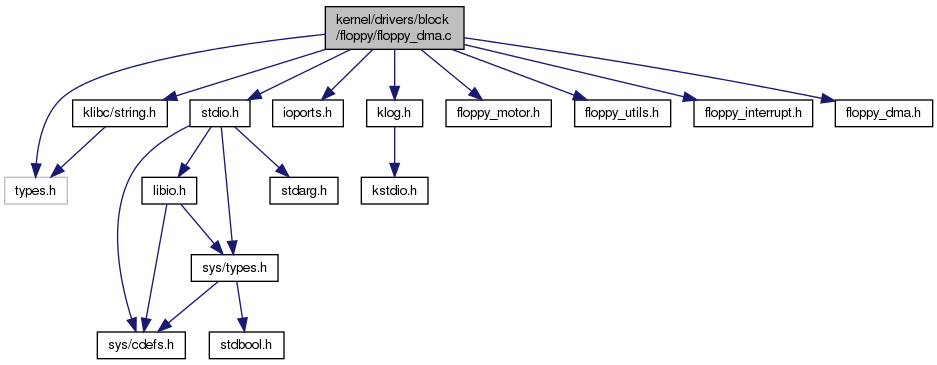 kernel/drivers/block
/floppy/floppy_dma.c
klibc/string.h
stdio.h
ioports.h
klog.h
floppy_motor.h
floppy_utils.h
floppy_interrupt.h
floppy_dma.h
types.h
libio.h
stdarg.h
kstdio.h
sys/types.h
sys/cdefs.h
stdbool.h